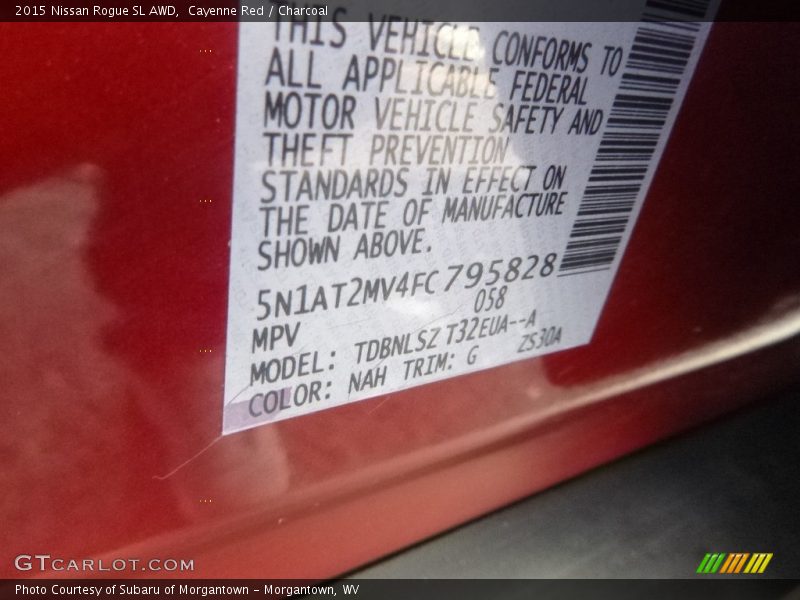 2015 Nissan Rogue SL AWD, Cayenne Red / Charcoal
THIS VEHICLE CONFORMS TO
ALL APPLICABLE FEDERAL
MOTOR VEHICLE SAFETY AND
THEFT PREVENTION
STANDARDS IN EFFECT ON
THE DATE OF MANUFACTURE
SHOWN ABOVE.
5N1AT2MV4FC795828
MPV 058
MODEL: TDBNLSZ T32EUA--A
COLOR: NAH TRIM: G ZS30A
GTCARLOT.COM
Photo Courtesy of Subaru of Morgantown - Morgantown, WV